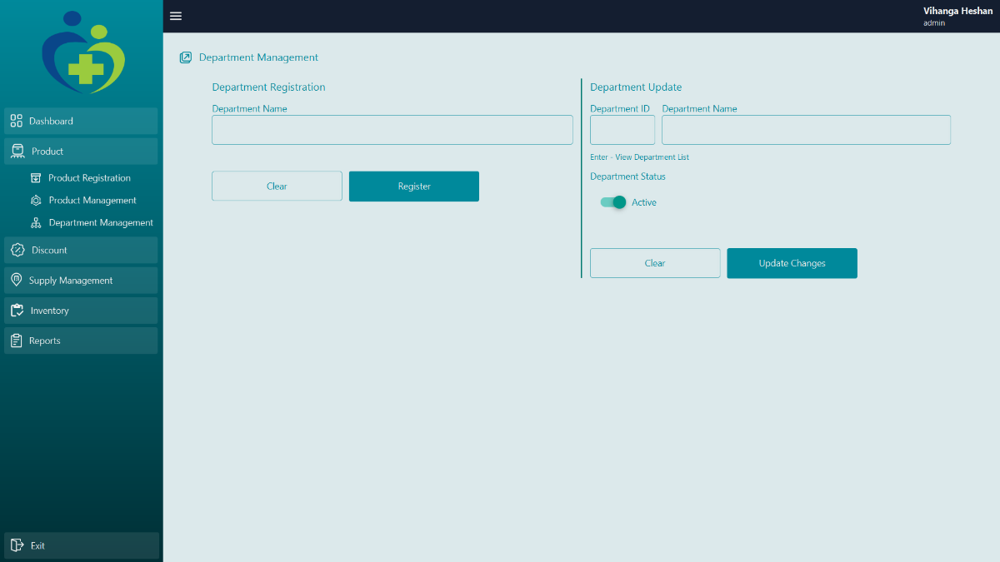 Vihanga Heshan
admin
Dashboard
Product
Product Registration
Product Management
Department Management
Discount
Supply Management
Inventory
Reports
Exit
Department Management
Department Registration
Department Name
Clear
Register
Department Update
Department ID
Department Name
Enter - View Department List
Department Status
Active
Clear
Update Changes